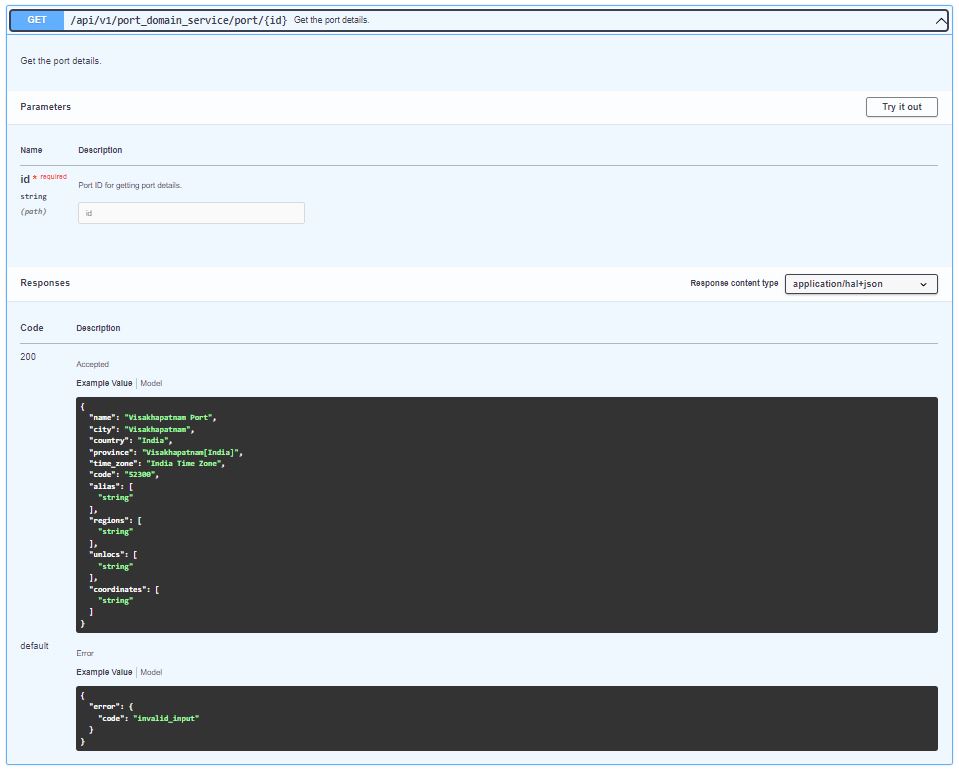 GET /api/v1/port_domain_service/port/{id} Get the port details.
Get the port details.
Parameters
Try it out
Name Description
id * required
string
(path)
Port ID for getting port details.
id
Responses
Response content type application/hal+json
Code Description
200
Accepted
Example Value Model
{
"name": "Visakhapatnam Port",
"city": "Visakhapatnam",
"country": "India",
"province": "Visakhapatnam[India]",
"time_zone": "India Time Zone",
"code": "52300",
"alias": [
"string"
],
"regions": [
"string"
],
"unlocs": [
"string"
],
"coordinates": [
"string"
]
}
default
Error
Example Value Model
{
"error": {
"code": "invalid_input"
}
}